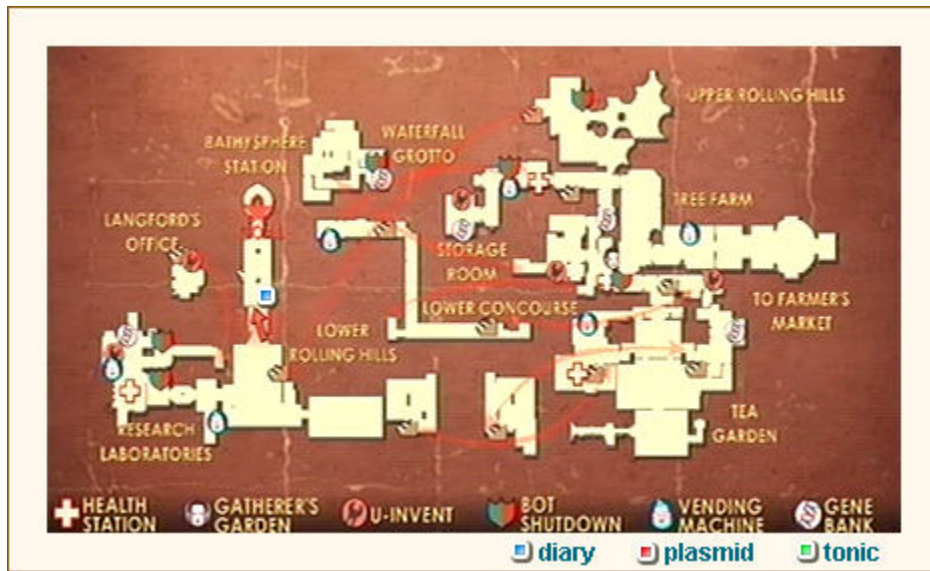 UPPER ROLLING HILLS
BATHYSPHERE
STATION
WATERFALL
GROTTO
LANGFORD'S
OFFICE
TREE FARM
STORAGE
ROOM
LOWER CONCOURSE
TO FARMER'S
MARKET
LOWER
ROLLING HILLS
TEA
GARDEN
RESEARCH
LABORATORIES
HEALTH
STATION
GATHERER'S
GARDEN
U-INVENT
BOT
SHUTDOWN
VENDING
MACHINE
GENE
BANK
diary
plasmid
tonic